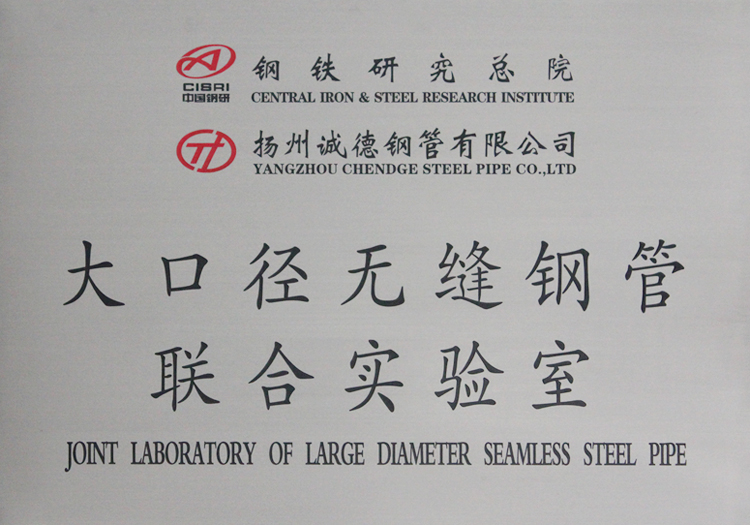 CISRI
中国钢研
钢铁研究总院
CENTRAL IRON & STEEL RESEARCH INSTITUTE
扬州诚德钢管有限公司
YANGZHOU CHENGDE STEEL PIPE CO.,LTD
大口径无缝钢管
联合实验室
JOINT LABORATORY OF LARGE DIAMETER SEAMLESS STEEL PIPE